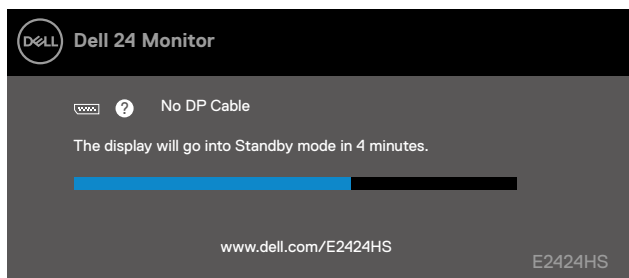 DELL Dell 24 Monitor
? No DP Cable
The display will go into Standby mode in 4 minutes.
www.dell.com/E2424HS
E2424HS